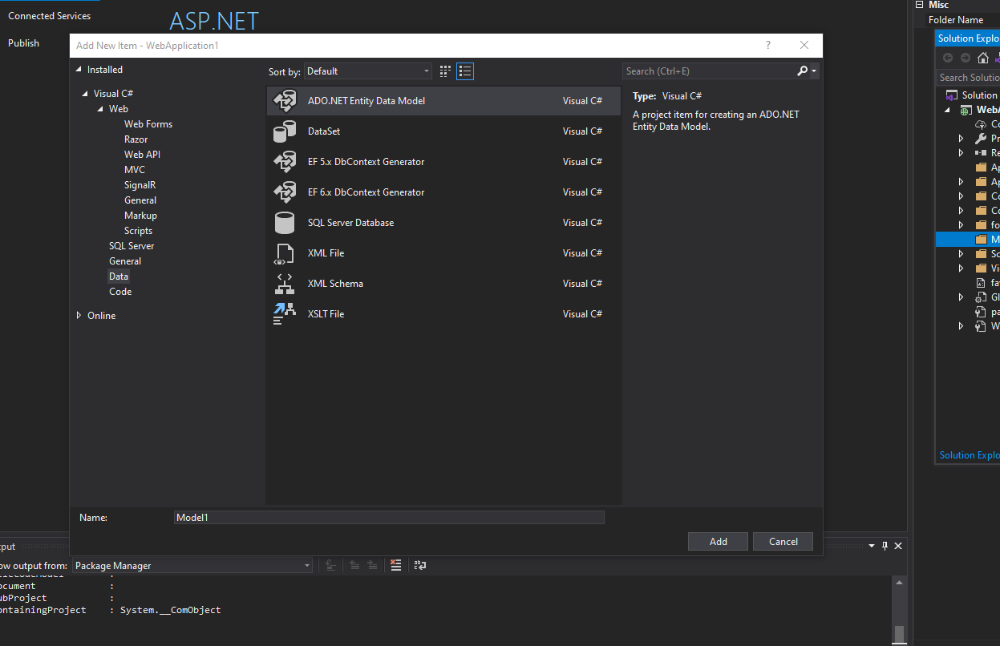 Connected Services
Publish
ASP.NET
Misc
Folder Name
Add New Item - WebApplication1
?
Installed
Visual C#
Web
Web Forms
Razor
Web API
MVC
SignalR
General
Markup
Scripts
SQL Server
General
Data
Code
Online
Sort by: Default
Search (Ctrl+E)
ADO.NET Entity Data Model Visual C#
DataSet Visual C#
EF 5.x DbContext Generator Visual C#
EF 6.x DbContext Generator Visual C#
SQL Server Database Visual C#
XML File Visual C#
XML Schema Visual C#
XSLT File Visual C#
Type: Visual C#
A project item for creating an ADO.NET
Entity Data Model.
Name: Model1
Add Cancel
Solution Explo
Search Solutio
Solution
WebA
Co
Pr
Re
Ap
Ap
Co
Co
fo
M
Sc
Vi
fa
Gl
pa
W
Solution Explo
put
ow output from: Package Manager
ocument :
ubProject :
ontainingProject : System.__ComObject